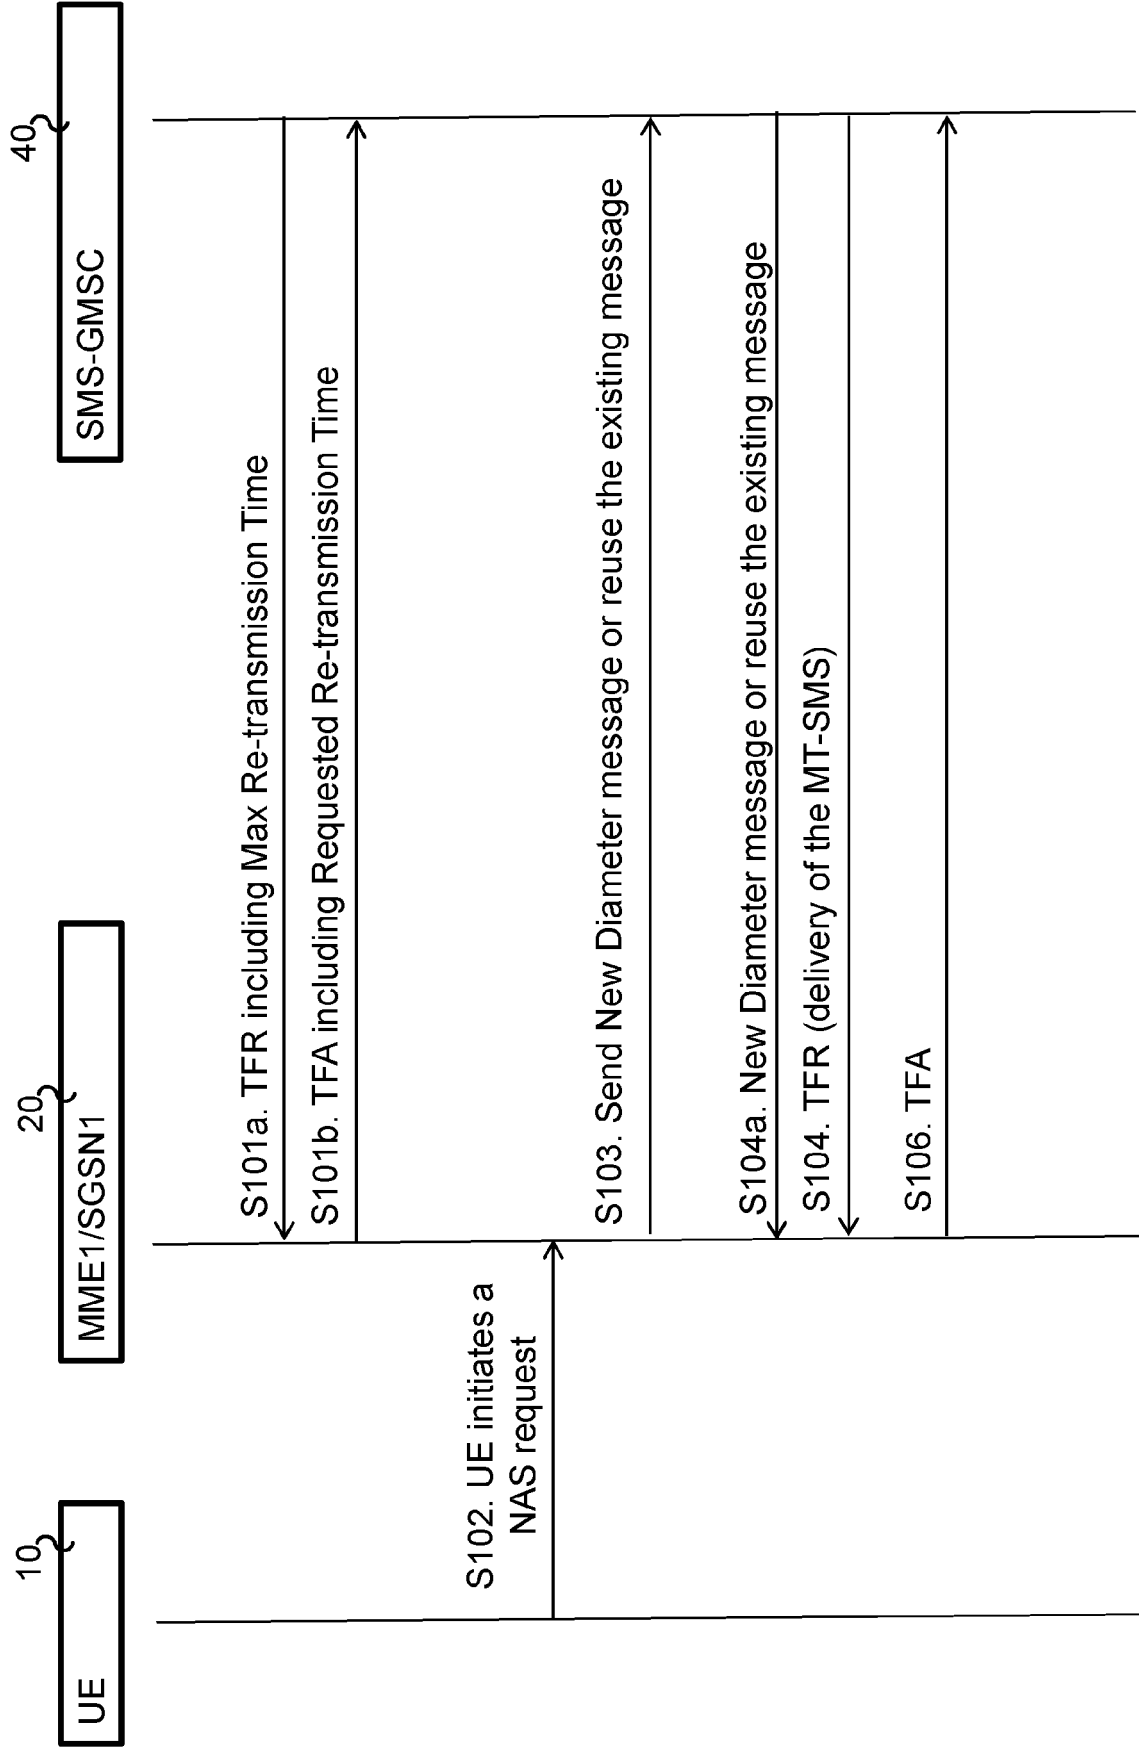 10
20
40
UE
MME1/SGSN1
SMS-GMSC
S101a. TFR including Max Re-transmission Time
S101b. TFA including Requested Re-transmission Time
S102. UE initiates a
NAS request
S103. Send New Diameter message or reuse the existing message
S104a. New Diameter message or reuse the existing message
S104. TFR (delivery of the MT-SMS)
S106. TFA